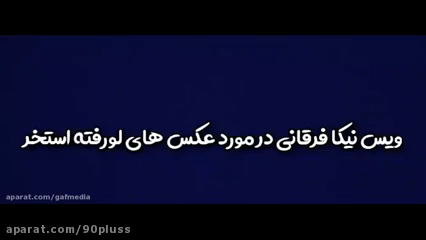 ویس نیکا فرقانی در مورد عکس های لورفته استخر
aparat.com/gafmedia
aparat.com/90pluss